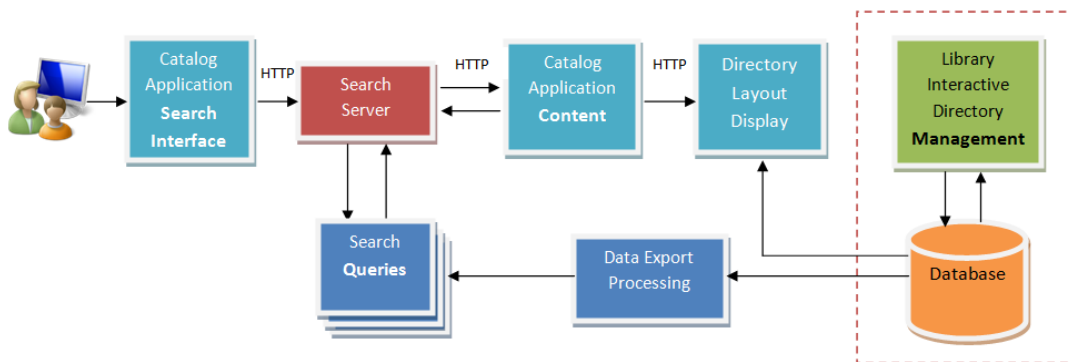 Catalog
Application
Search
Interface
HTTP
Search
Server
HTTP
Catalog
Application
Content
HTTP
Directory
Layout
Display
Library
Interactive
Directory
Management
Search
Queries
Data Export
Processing
Database